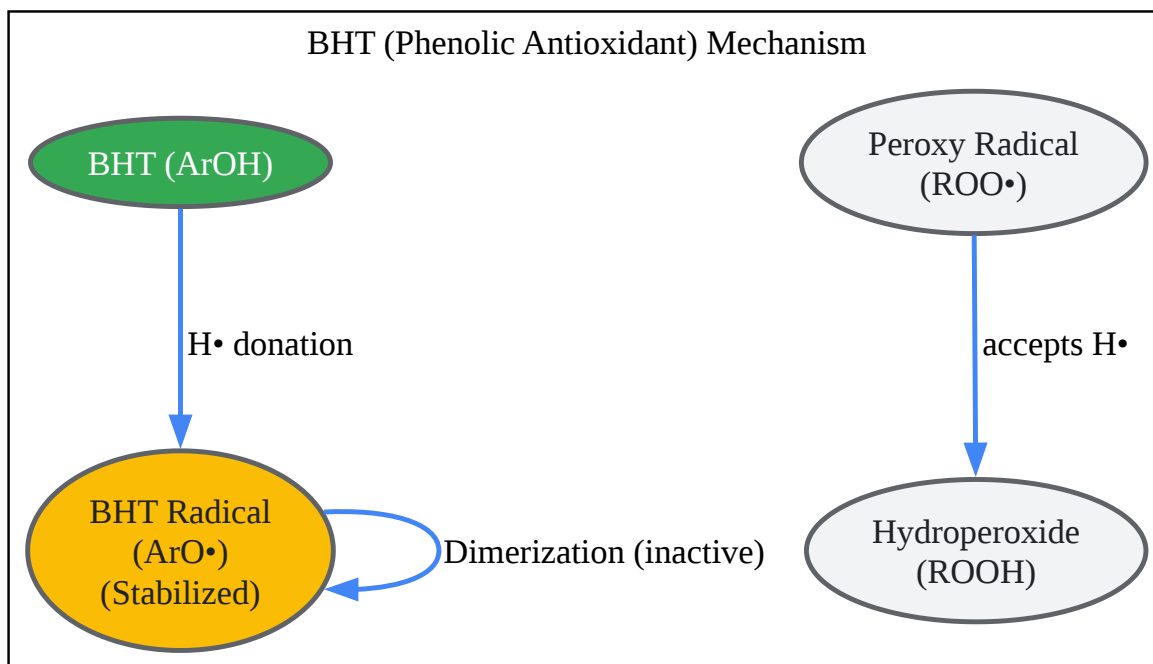 BHT (Phenolic Antioxidant) Mechanism
BHT (ArOH)
Peroxy Radical
(ROO•)
H• donation
accepts H•
BHT Radical
(ArO•)
(Stabilized)
Dimerization (inactive)
Hydroperoxide
(ROOH)